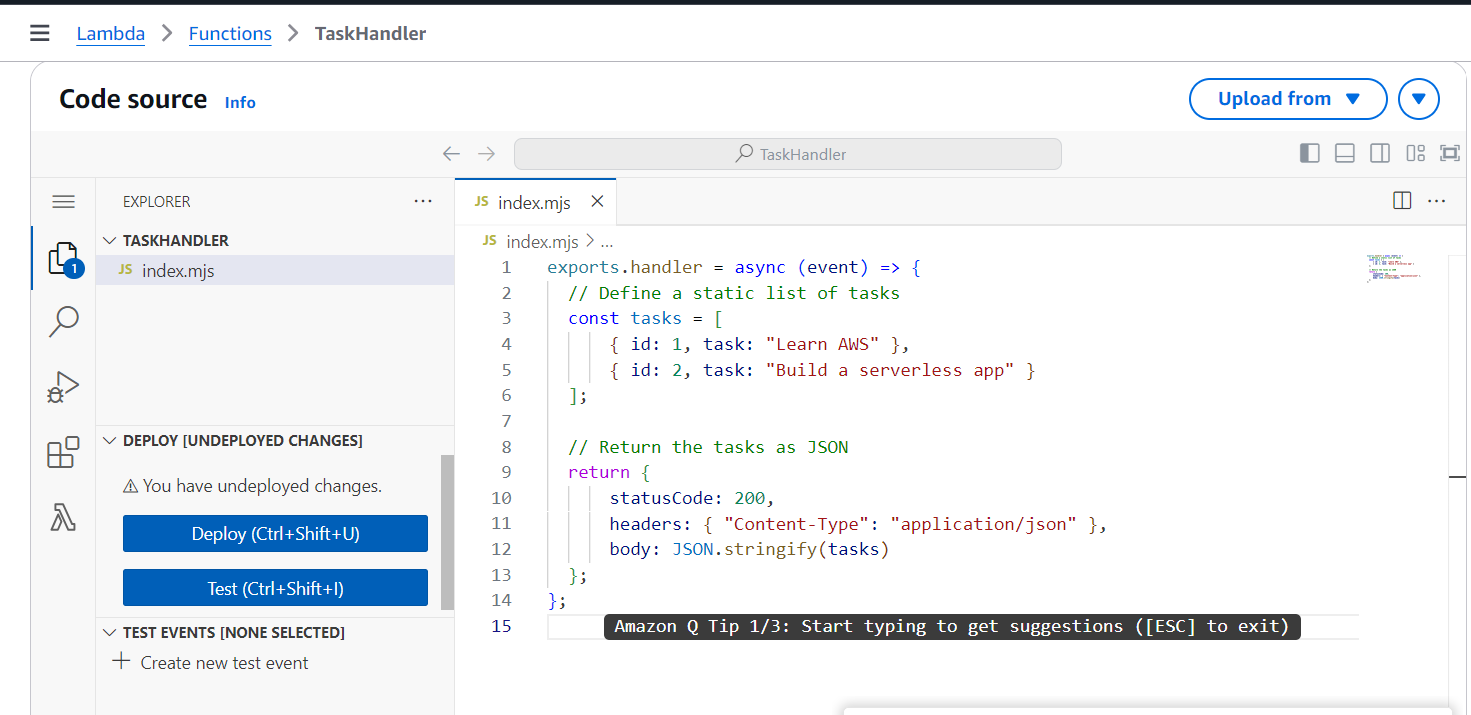 Lambda > Functions > TaskHandler
Code source Info
Upload from
TaskHandler
EXPLORER
TASKHANDLER
JS index.mjs
1
DEPLOY [UNDEPLOYED CHANGES]
You have undeployed changes.
Deploy (Ctrl+Shift+U)
Test (Ctrl+Shift+I)
TEST EVENTS [NONE SELECTED]
+ Create new test event
JS index.mjs
JS index.mjs > ...
1 exports.handler = async (event) => {
2   // Define a static list of tasks
3   const tasks = [
4       { id: 1, task: "Learn AWS" },
5       { id: 2, task: "Build a serverless app" }
6   ];
7
8   // Return the tasks as JSON
9   return {
10       statusCode: 200,
11       headers: { "Content-Type": "application/json" },
12       body: JSON.stringify(tasks)
13   };
14 };
15 Amazon Q Tip 1/3: Start typing to get suggestions ([ESC] to exit)